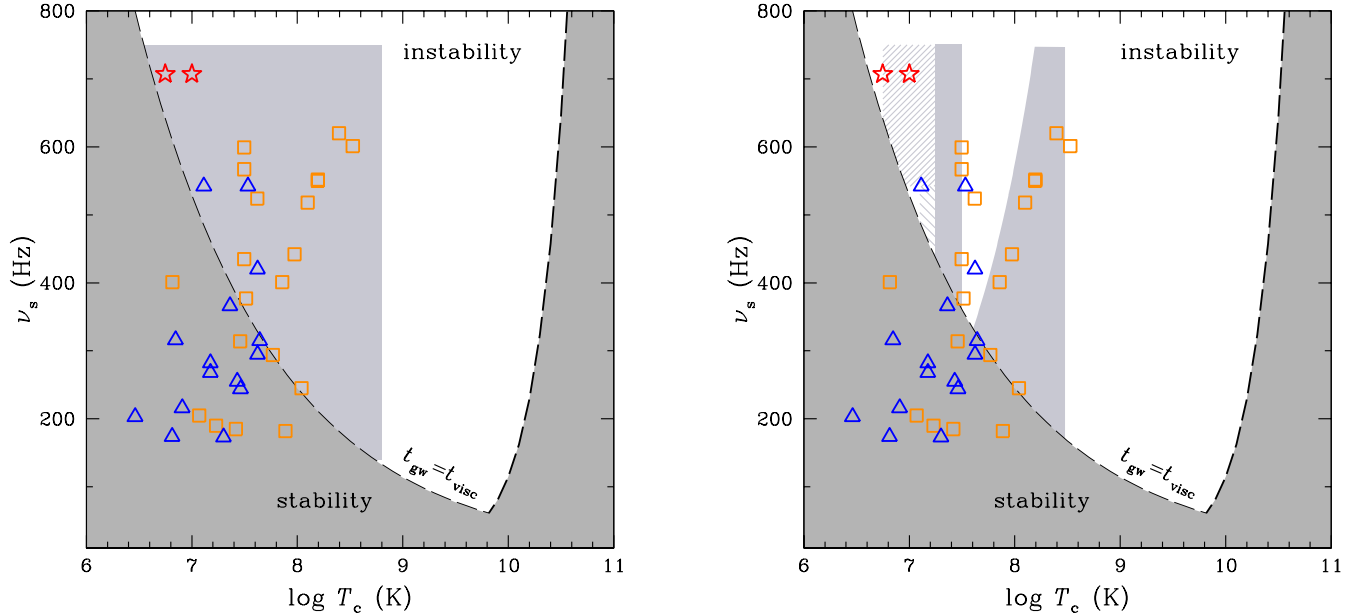 800
600
400
200
ν_s (Hz)
instability
stability
t_gw=t_visc
6 7 8 9 10 11
log T_c (K)
800
600
400
200
ν_s (Hz)
instability
stability
t_gw=t_visc
6 7 8 9 10 11
log T_c (K)